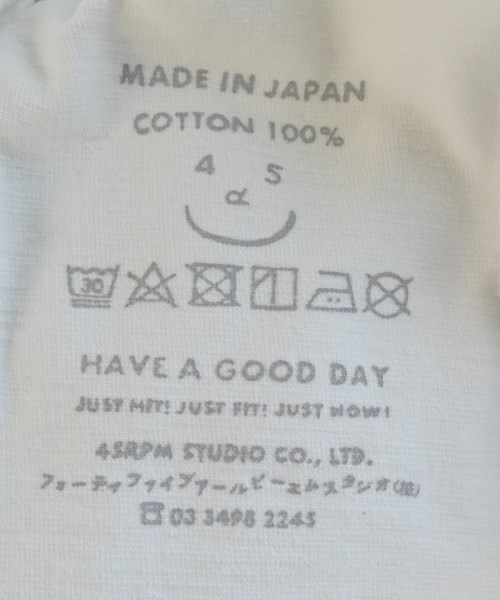 MADE IN JAPAN
COTTON 100%
4 5
α
30
HAVE A GOOD DAY
JUST HIT! JUST FIT! JUST NOW!
45RPM STUDIO CO., LTD.
フォーティファイブアールピーエムスタジオ(株)
☎03 3498 2245